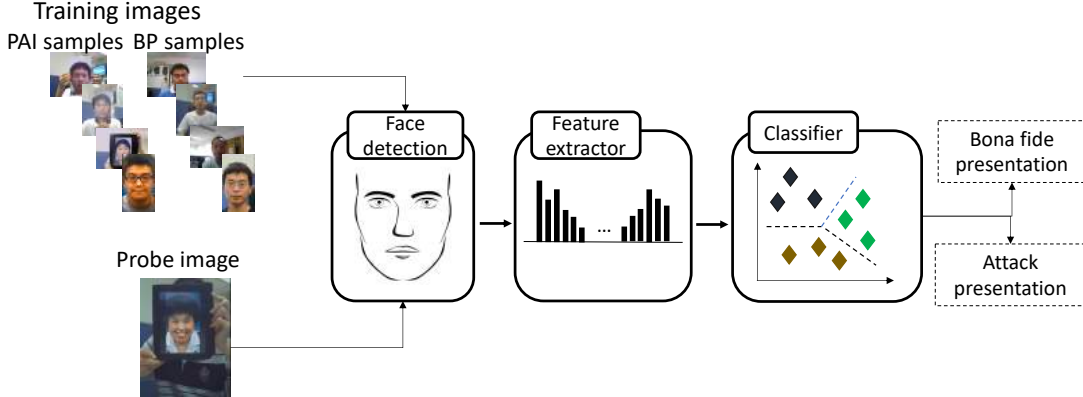 Training images
PAI samples BP samples
Face
detection
Feature
extractor
...
Classifier
Bona fide
presentation
Attack
presentation
Probe image